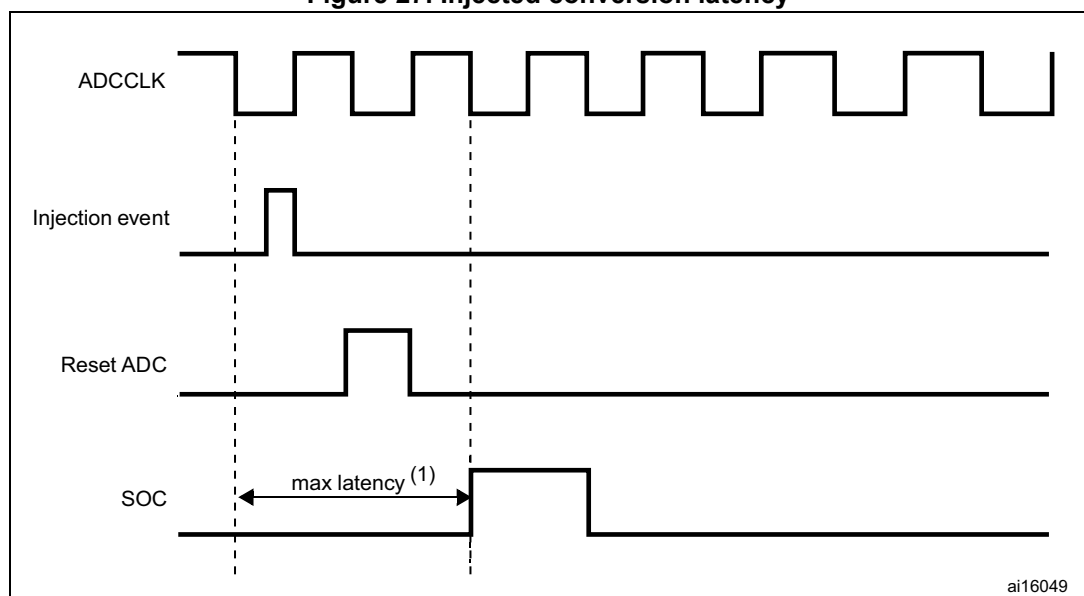 Figure 27. Injected conversion latency
ADCCLK
Injection event
Reset ADC
max latency (1)
SOC
ai16049